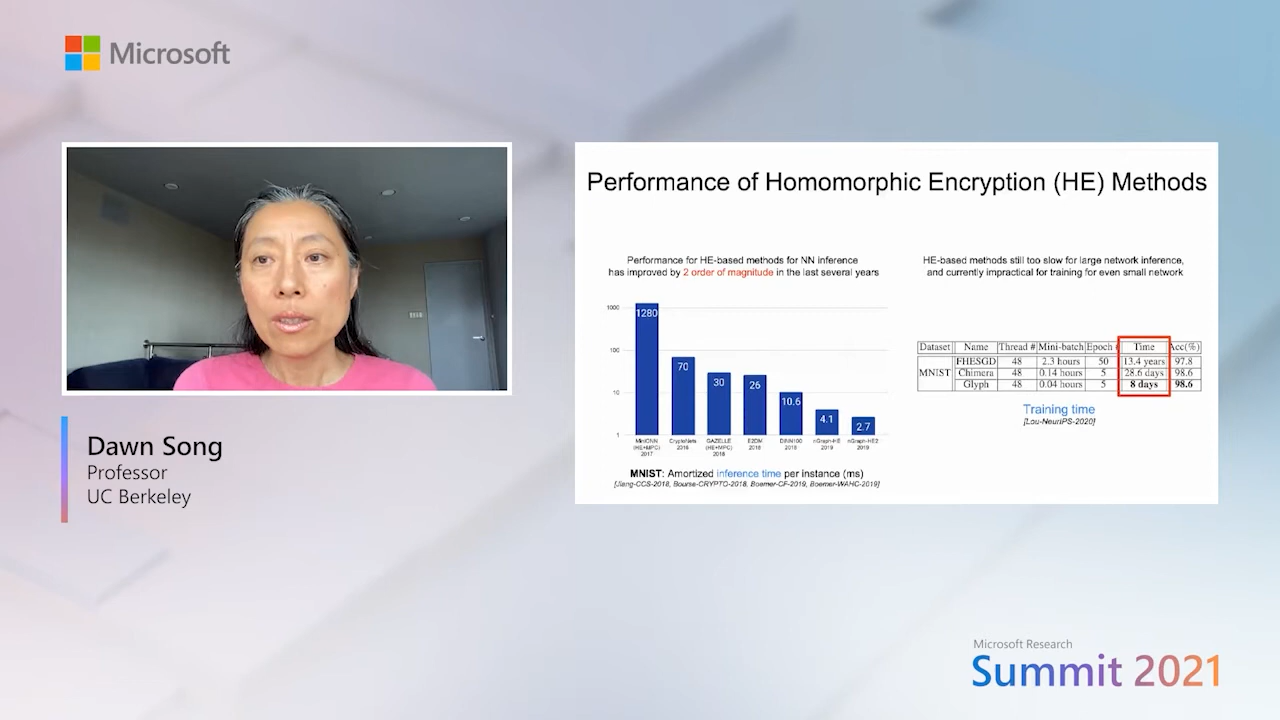 Microsoft
Performance of Homomorphic Encryption (HE) Methods
Performance for HE-based methods for NN inference
has improved by 2 order of magnitude in the last several years
1000
100
10
1
1280
70
30
26
10.6
4.1
2.7
MiniONN (HE+MPC) 2017
CryptoNets 2016
GAZELLE (HE+MPC) 2018
E2DM 2018
DiNN100 2018
nGraph-HE 2019
nGraph-HE2 2019
MNIST: Amortized inference time per instance (ms)
[Jiang-CCS-2018, Bourse-CRYPTO-2018, Boemer-CF-2019, Boemer-WAHC-2019]
HE-based methods still too slow for large network inference,
and currently impractical for training for even small network
Dataset Name Thread # Mini-batch Epoch Time Acc(%)
MNIST
FHESGD 48 2.3 hours 50 13.4 years 97.8
Chimera 48 0.14 hours 5 28.6 days 98.6
Glyph 48 0.04 hours 5 8 days 98.6
Training time
[Lou-NeurIPS-2020]
Dawn Song
Professor
UC Berkeley
Microsoft Research
Summit 2021